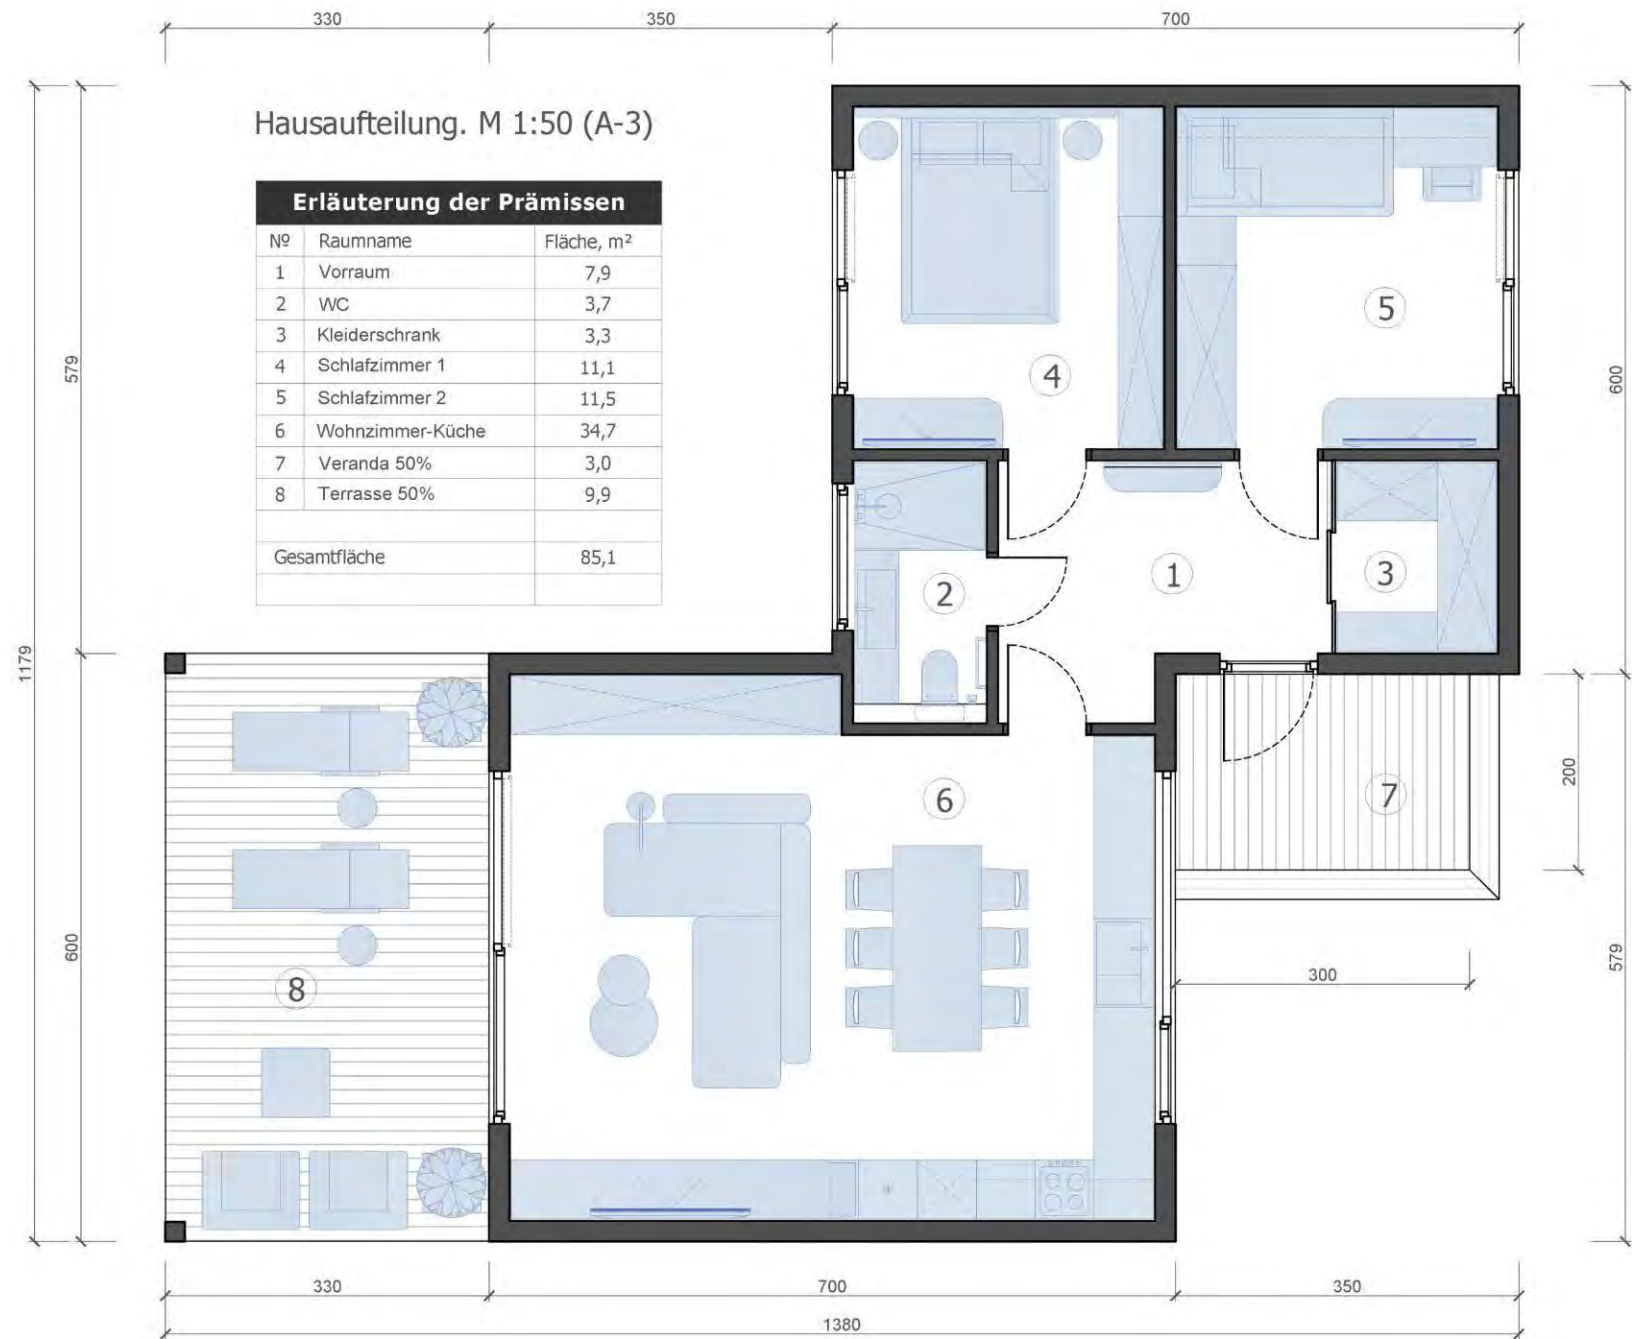 330 350 700
Hausaufteilung. M 1:50 (A-3)
Erläuterung der Prämissen
Nº Raumname Fläche, m²
1 Vorraum 7,9
2 WC 3,7
3 Kleiderschrank 3,3
4 Schlafzimmer 1 11,1
5 Schlafzimmer 2 11,5
6 Wohnzimmer-Küche 34,7
7 Veranda 50% 3,0
8 Terrasse 50% 9,9
Gesamtfläche 85,1
5
4
579
600
1
3
2
1179
200
7
6
600
579
300
8
330 700 350
1380